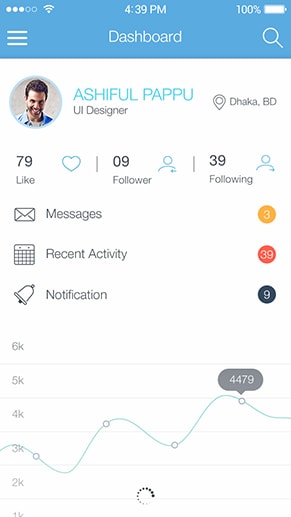 4:39 PM 100%
Dashboard
ASHIFUL PAPPU
UI Designer
Dhaka, BD
79 09 39
Like Follower Following
Messages 3
Recent Activity 39
Notification 9
6k
5k
4479
4k
3k
2k
1k